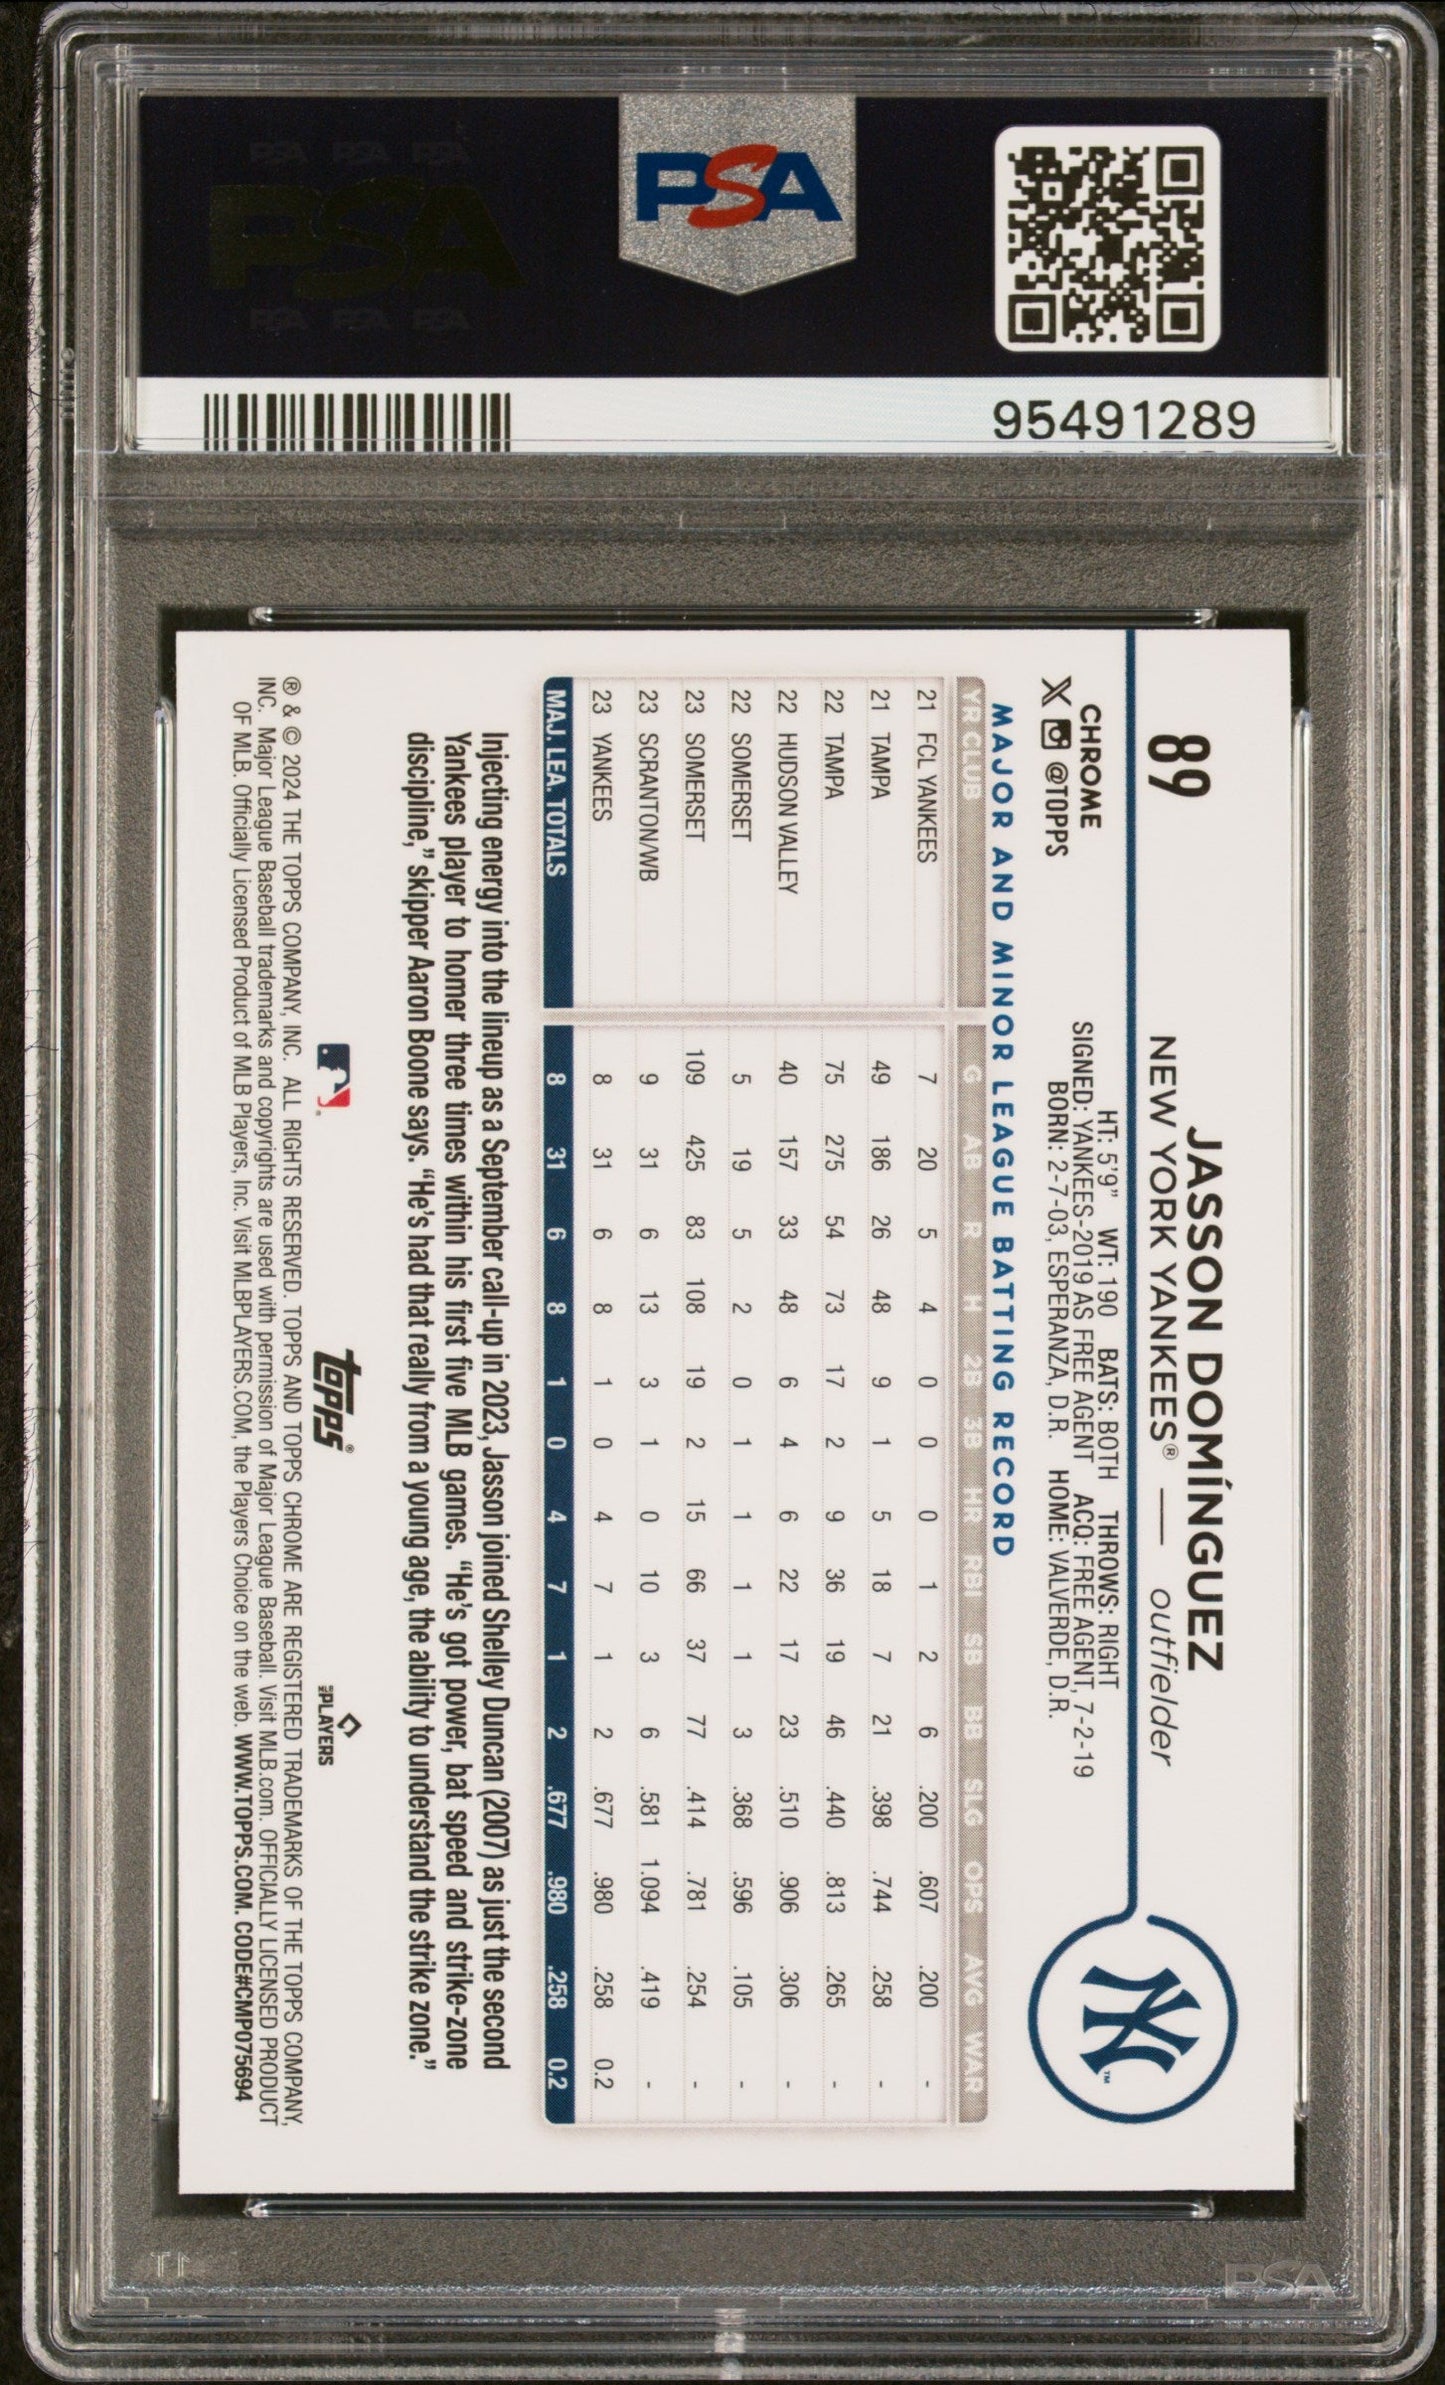 PSA PSA PSA
PSA
PSA PSA PSA
PSA
95491289
89
JASSON DOMÍNGUEZ
NEW YORK YANKEES® — outfielder
CHROME
@TOPPS
HT: 5'9" WT: 190 BATS: BOTH THROWS: RIGHT
SIGNED: YANKEES-2019 AS FREE AGENT ACQ: FREE AGENT, 7-2-19
BORN: 2-7-03, ESPERANZA, D.R. HOME: VALVERDE, D.R.
NY™
MAJOR AND MINOR LEAGUE BATTING RECORD
YR CLUB G AB R H 2B 3B HR RBI SB BB SLG OPS AVG WAR
21 FCL YANKEES 7 20 5 4 0 0 0 1 2 6 .200 .607 .200 -
21 TAMPA 49 186 26 48 9 1 5 18 7 21 .398 .744 .258 -
22 TAMPA 75 275 54 73 17 2 9 36 19 46 .440 .813 .265 -
22 HUDSON VALLEY 40 157 33 48 6 4 6 22 17 23 .510 .906 .306 -
22 SOMERSET 5 19 5 2 0 1 1 1 1 3 .368 .596 .105 -
23 SOMERSET 109 425 83 108 19 2 15 66 37 77 .414 .781 .254 -
23 SCRANTON/WB 9 31 6 13 3 1 0 10 3 6 .581 1.094 .419 -
23 YANKEES 8 31 6 8 1 0 4 7 1 2 .677 .980 .258 0.2
MAJ. LEA. TOTALS 8 31 6 8 1 0 4 7 1 2 .677 .980 .258 0.2
Injecting energy into the lineup as a September call-up in 2023, Jasson joined Shelley Duncan (2007) as just the second
Yankees player to homer three times within his first five MLB games. "He's got power, bat speed and strike-zone
discipline," skipper Aaron Boone says. "He's had that really from a young age, the ability to understand the strike zone."
topps®
MLB PLAYERS
® & © 2024 THE TOPPS COMPANY, INC. ALL RIGHTS RESERVED. TOPPS AND TOPPS CHROME ARE REGISTERED TRADEMARKS OF THE TOPPS COMPANY,
INC. Major League Baseball trademarks and copyrights are used with permission of Major League Baseball. Visit MLB.com. OFFICIALLY LICENSED PRODUCT
OF MLB. Officially Licensed Product of MLB Players, Inc. Visit MLBPLAYERS.COM, the Players Choice on the web. WWW.TOPPS.COM. CODE#CMP075694
PSA